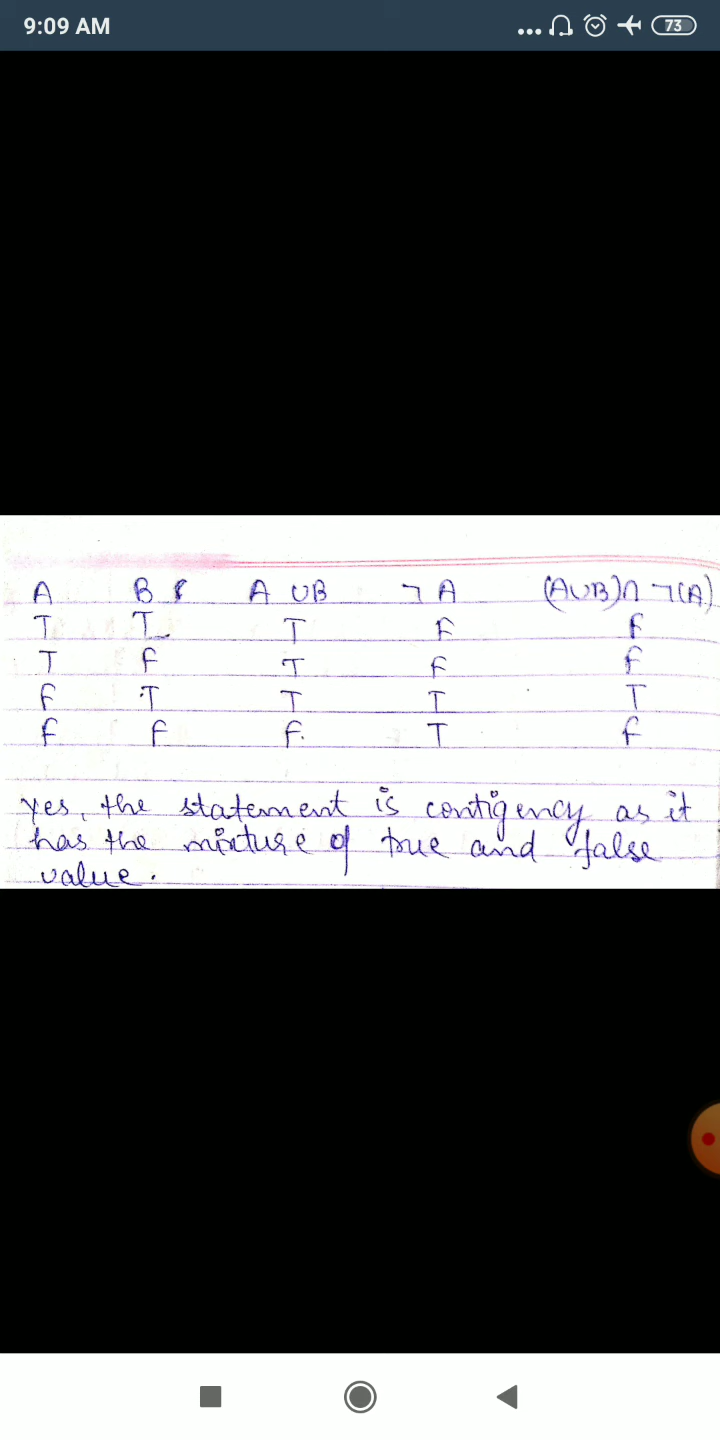 9:09 AM 73
A B A ∪B ¬A (A∪B)∩ ¬(A)
T T T F F
T F T F F
F T T T T
F F F. T F
Yes, the statement is contigency as it
has the mixture of true and false
value.